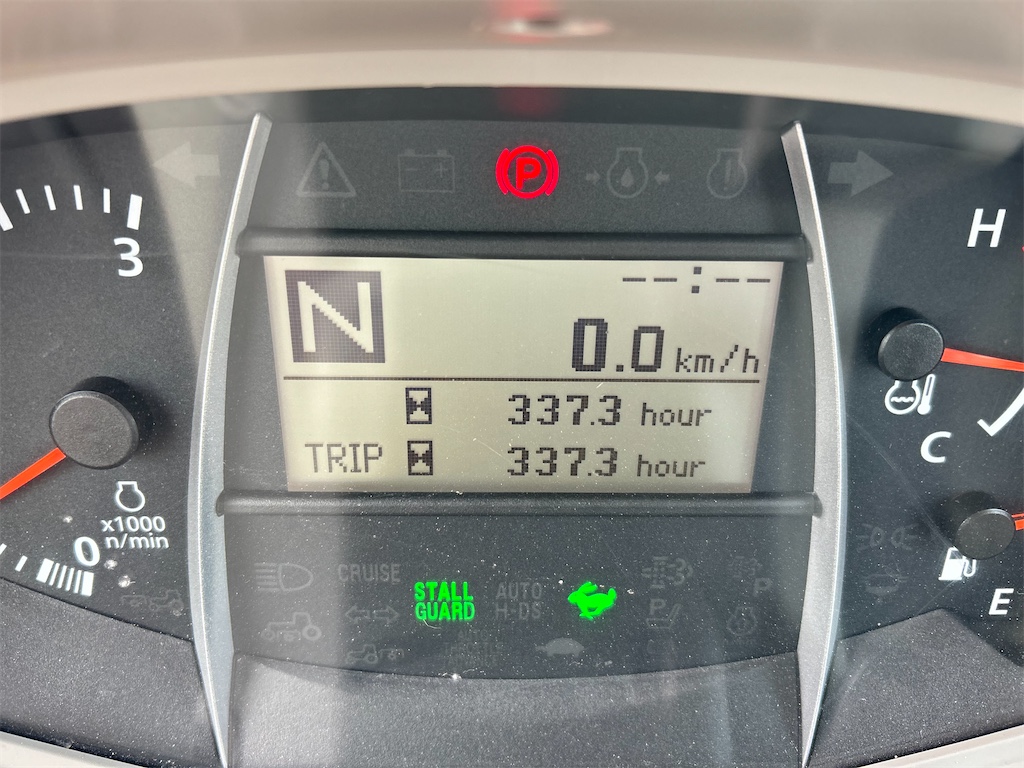 P
3
H
N
--:--
0.0 km/h
337.3 hour
TRIP 337.3 hour
C
x1000
n/min
0
CRUISE
STALL
GUARD
AUTO
H-DS
P
P
E